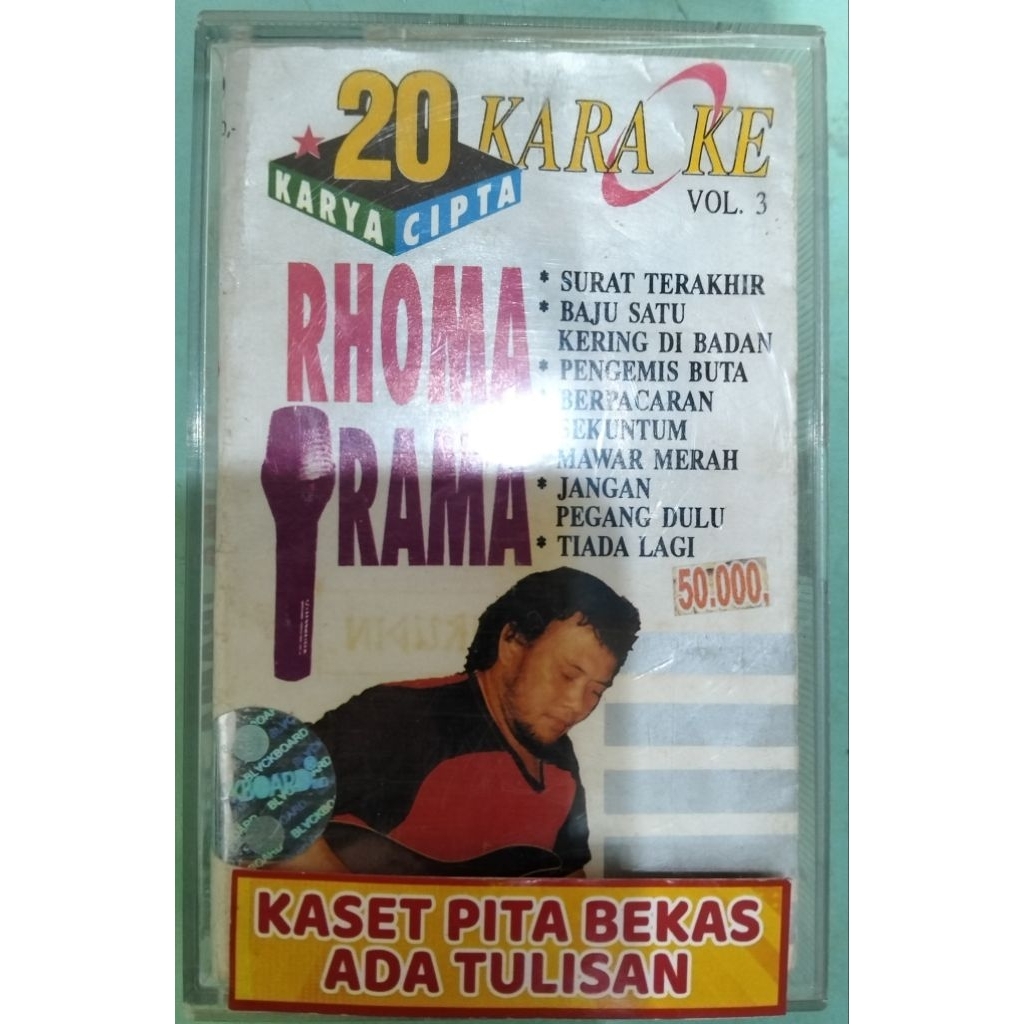 20
KARYA CIPTA
KARAOKE
VOL. 3
RHOMA
IRAMA
* SURAT TERAKHIR
* BAJU SATU
KERING DI BADAN
* PENGEMIS BUTA
* BERPACARAN
SEKUNTUM
MAWAR MERAH
* JANGAN
PEGANG DULU
* TIADA LAGI
50.000,
BLVCKBOARD
KASET PITA BEKAS
ADA TULISAN